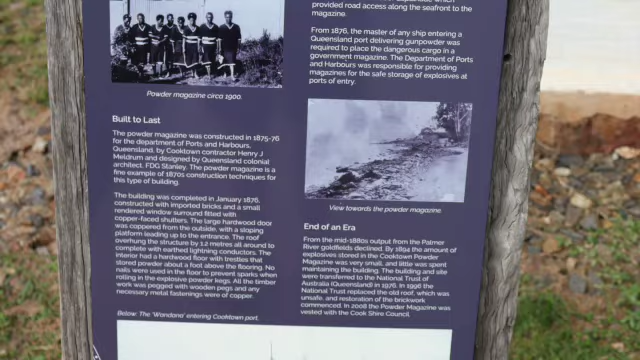 Powder magazine circa 1900.
Built to Last
The powder magazine was constructed in 1875-76
for the department of Ports and Harbours,
Queensland, by Cooktown contractor Henry J
Meldrum and designed by Queensland colonial
architect, FDG Stanley. The powder magazine is a
fine example of 1870s construction techniques for
this type of building.
The building was completed in January 1876,
constructed with imported bricks and a small
rendered window surround fitted with
copper-faced shutters. The large hardwood door
was coppered from the outside, with a sloping
platform leading up to the entrance. The roof
overhung the structure by 1.2 metres all around to
complete with earthed lightning conductors. The
interior had a hardwood floor with trestles that
stored powder about a foot above the flooring. No
nails were used in the floor to prevent sparks when
rolling in the explosive powder kegs. All the timber
work was pegged with wooden pegs and any
necessary metal fastenings were of copper.
Below: The 'Wandana' entering Cooktown port.
provided road access along the seafront to the
magazine.
From 1876, the master of any ship entering a
Queensland port delivering gunpowder was
required to place the dangerous cargo in a
government magazine. The Department of Ports
and Harbours was responsible for providing
magazines for the safe storage of explosives at
ports of entry.
View towards the powder magazine.
End of an Era
From the mid-1880s output from the Palmer
River goldfields declined. By 1894 the amount of
explosives stored in the Cooktown Powder
Magazine was very small, and little was spent
maintaining the building. The building and site
were transferred to the National Trust of
Australia (Queensland) in 1976. In 1996 the
National Trust replaced the old roof, which was
unsafe, and restoration of the brickwork
commenced. In 2008 the Powder Magazine was
vested with the Cook Shire Council.